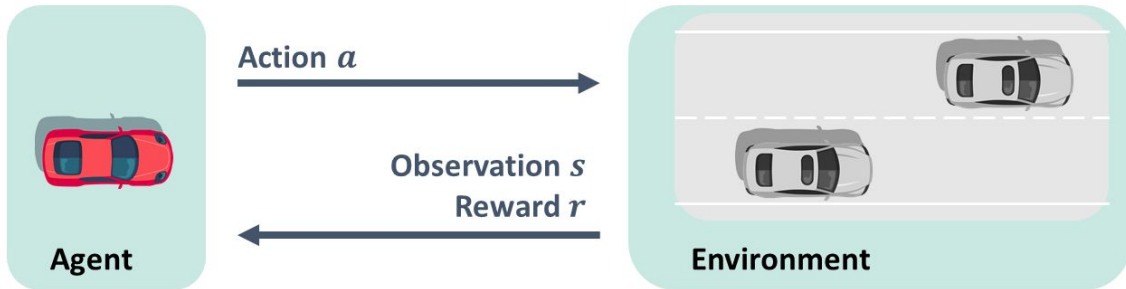 Action a
Observation s
Reward r
Agent
Environment